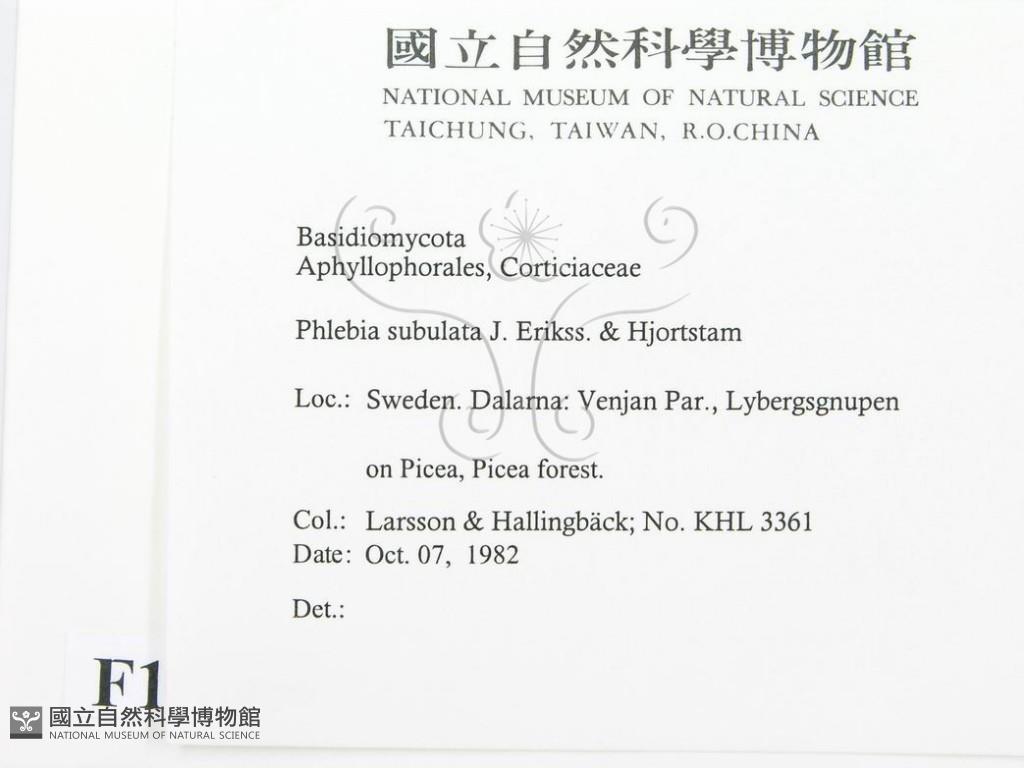 國立自然科學博物館
NATIONAL MUSEUM OF NATURAL SCIENCE
TAICHUNG, TAIWAN, R.O.CHINA
Basidiomycota
Aphyllophorales, Corticiaceae
Phlebia subulata J. Erikss. & Hjortstam
Loc.: Sweden. Dalarna: Venjan Par., Lybergsgnupen
on Picea, Picea forest.
Col.: Larsson & Hallingbäck; No. KHL 3361
Date: Oct. 07, 1982
Det.:
F1
國立自然科學博物館
NATIONAL MUSEUM OF NATURAL SCIENCE